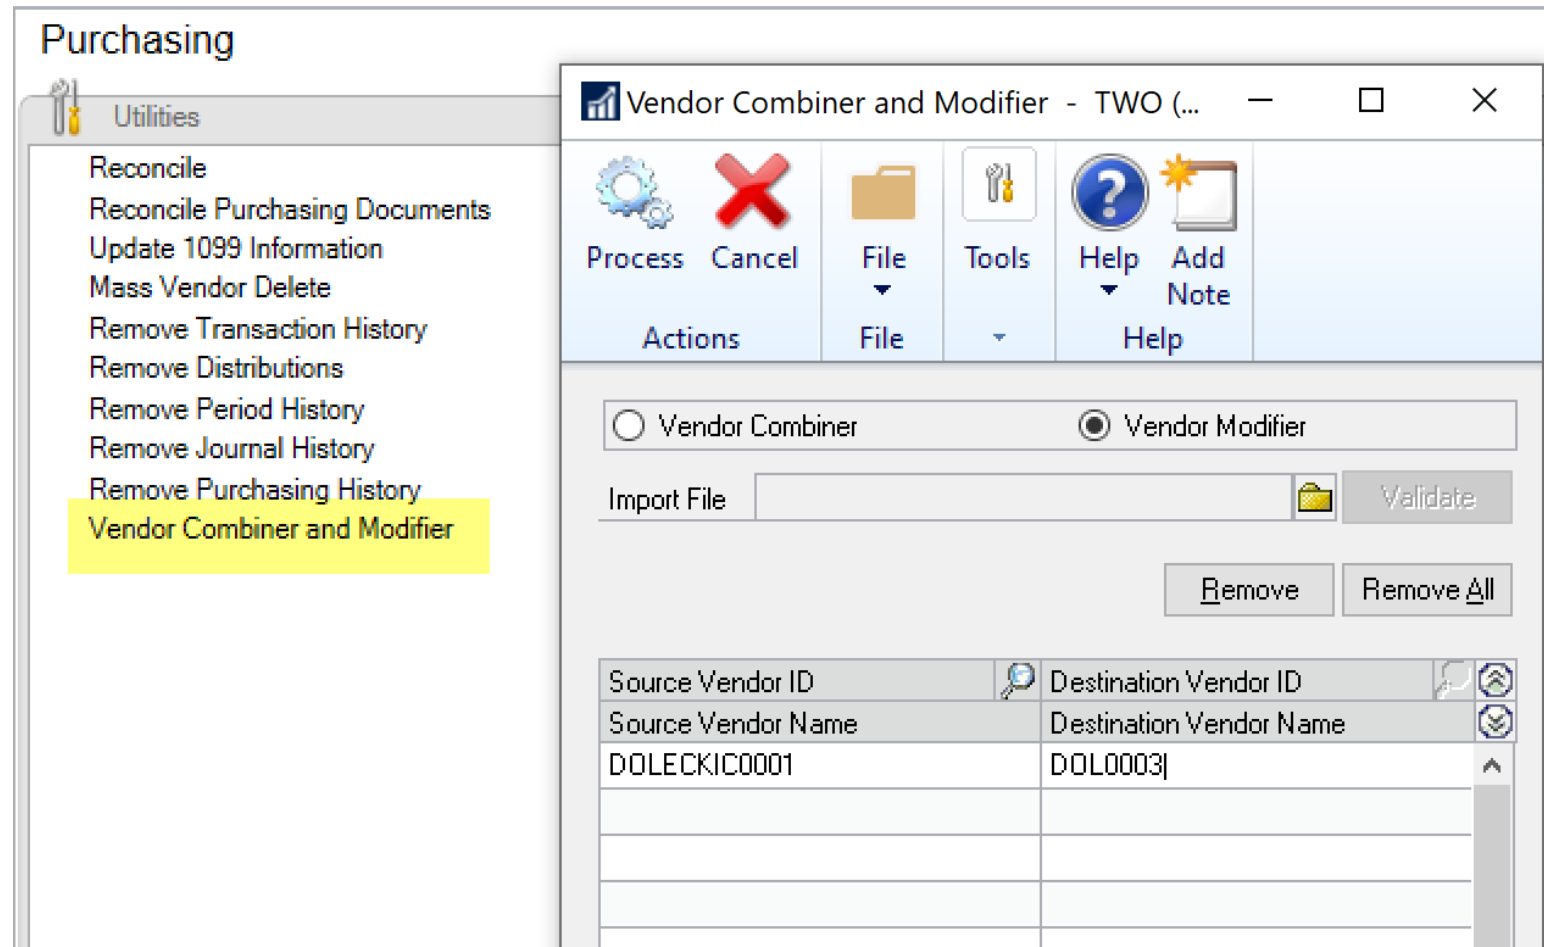 Purchasing
Utilities
Reconcile
Reconcile Purchasing Documents
Update 1099 Information
Mass Vendor Delete
Remove Transaction History
Remove Distributions
Remove Period History
Remove Journal History
Remove Purchasing History
Vendor Combiner and Modifier
Vendor Combiner and Modifier - TWO (...
Process Cancel File Tools Help Add Note
Actions File Help
Vendor Combiner Vendor Modifier
Import File Validate
Remove Remove All
Source Vendor ID Destination Vendor ID
Source Vendor Name Destination Vendor Name
DOLECKIC0001 DOL0003